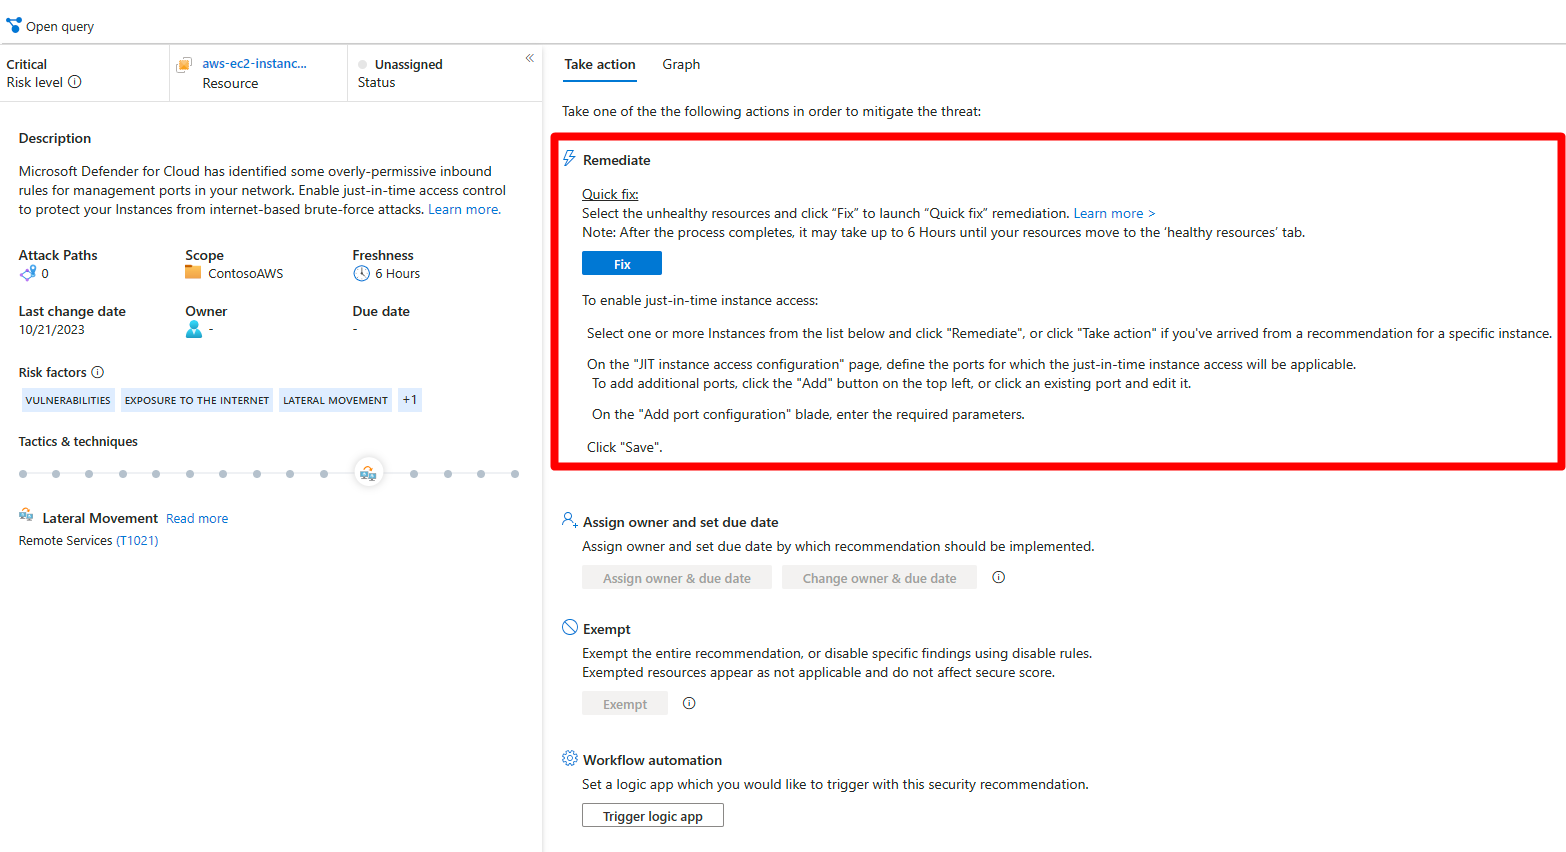 Open query
Critical
Risk level
aws-ec2-instanc...
Resource
Unassigned
Status
«
Description
Microsoft Defender for Cloud has identified some overly-permissive inbound
rules for management ports in your network. Enable just-in-time access control
to protect your Instances from internet-based brute-force attacks. Learn more.
Attack Paths
0
Scope
ContosoAWS
Freshness
6 Hours
Last change date
10/21/2023
Owner
-
Due date
-
Risk factors
VULNERABILITIES
EXPOSURE TO THE INTERNET
LATERAL MOVEMENT
+1
Tactics & techniques
Lateral Movement Read more
Remote Services (T1021)
Take action
Graph
Take one of the the following actions in order to mitigate the threat:
Remediate
Quick fix:
Select the unhealthy resources and click “Fix” to launch “Quick fix” remediation. Learn more >
Note: After the process completes, it may take up to 6 Hours until your resources move to the ‘healthy resources’ tab.
Fix
To enable just-in-time instance access:
Select one or more Instances from the list below and click "Remediate", or click "Take action" if you've arrived from a recommendation for a specific instance.
On the "JIT instance access configuration" page, define the ports for which the just-in-time instance access will be applicable.
To add additional ports, click the "Add" button on the top left, or click an existing port and edit it.
On the "Add port configuration" blade, enter the required parameters.
Click "Save".
Assign owner and set due date
Assign owner and set due date by which recommendation should be implemented.
Assign owner & due date
Change owner & due date
Exempt
Exempt the entire recommendation, or disable specific findings using disable rules.
Exempted resources appear as not applicable and do not affect secure score.
Exempt
Workflow automation
Set a logic app which you would like to trigger with this security recommendation.
Trigger logic app